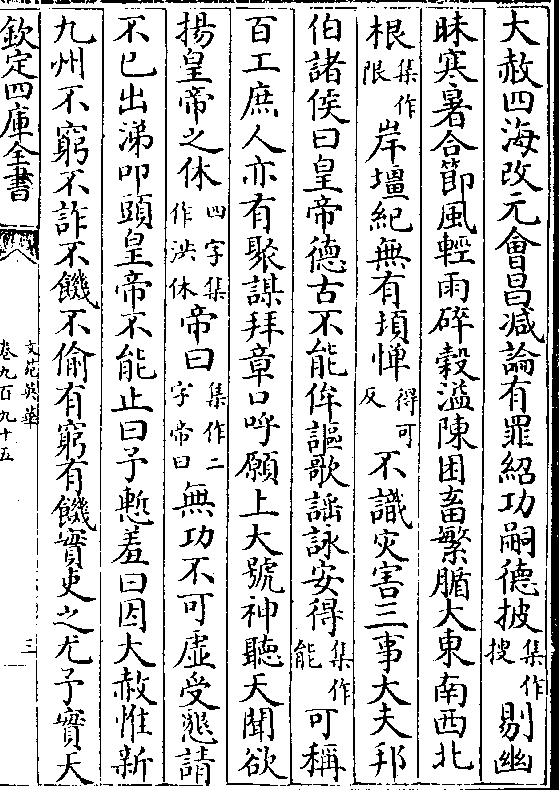 大赦四海改元會昌減論有罪紹功嗣德披集作搜剔幽
昧寒暑合節風輕雨碎穀溢陳囷畜繁腯大東南西北
根集作限岸壃紀無有頊惮得可反不識灾害三事大夫邦
伯諸侯曰皇帝德古不能侔謳歌謡詠安得集作能可稱
百工庶人亦有聚謀拜章口呼願上大號神聽天聞欲
揚皇帝之休四字集作洪休帝曰集作二字帝曰無功不可虛受懇請
不已出涕叩頭皇帝不能止曰予慙羞曰因大赦惟新
九州不窮不詐不饑不偷有窮有饑實吏之尤予實天
欽定四庫全書
文苑英華
卷九百九十五
三